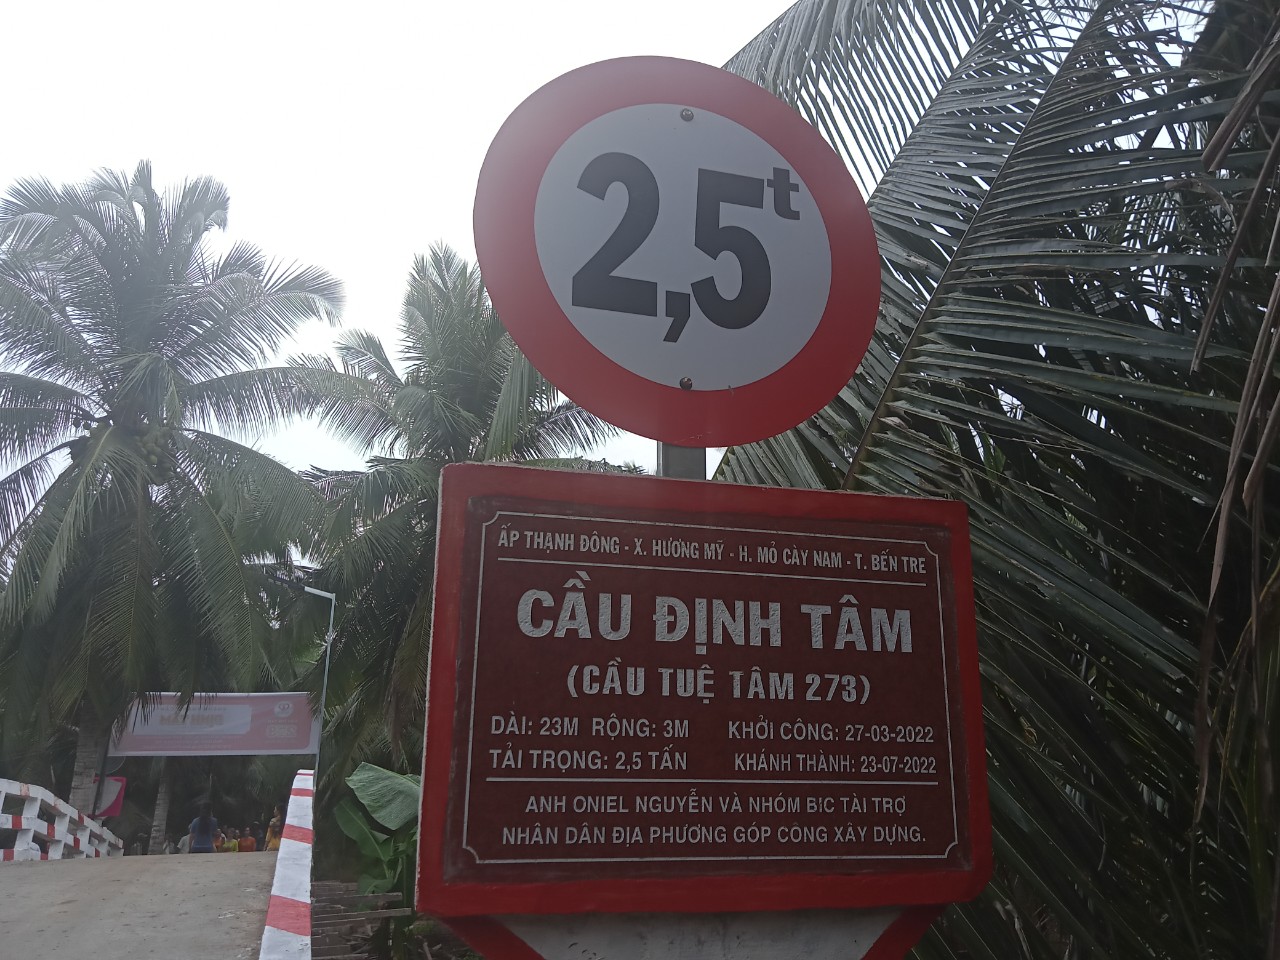 2,5t
ẤP THẠNH ĐÔNG - X. HƯƠNG MỸ - H. MỎ CÀY NAM - T. BẾN TRE
CẦU ĐỊNH TÂM
(CẦU TUỆ TÂM 273)
DÀI: 23M RỘNG: 3M KHỞI CÔNG: 27-03-2022
TẢI TRỌNG: 2,5 TẤN KHÁNH THÀNH: 23-07-2022
ANH ONIEL NGUYỄN VÀ NHÓM BIC TÀI TRỢ
NHÂN DÂN ĐỊA PHƯƠNG GÓP CÔNG XÂY DỰNG.